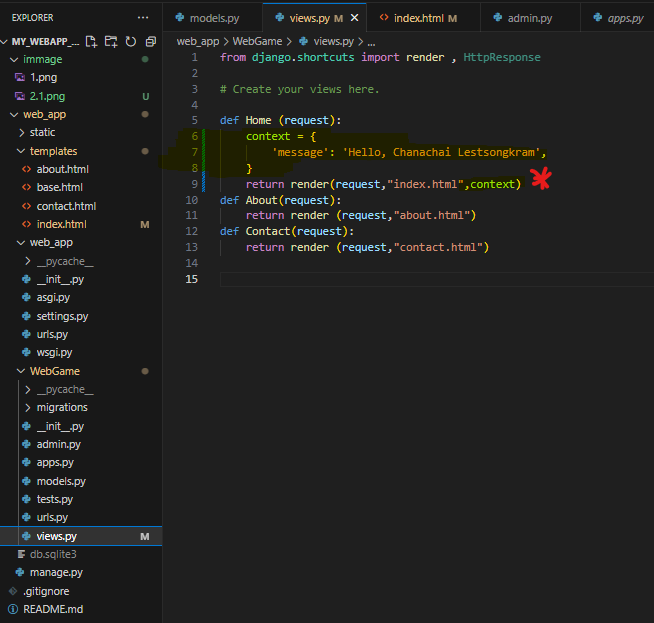 EXPLORER ...
MY_WEBAPP_...
immage
1.png
2.1.png U
web_app
static
templates
about.html
base.html
contact.html
index.html M
web_app
__pycache__
__init__.py
asgi.py
settings.py
urls.py
wsgi.py
WebGame
__pycache__
migrations
__init__.py
admin.py
apps.py
models.py
tests.py
urls.py
views.py M
db.sqlite3
manage.py
.gitignore
README.md
models.py views.py M index.html M admin.py apps.py
web_app > WebGame > views.py > ...
1 from django.shortcuts import render , HttpResponse
2
3 # Create your views here.
4
5 def Home (request):
6 context = {
7 'message': 'Hello, Chanachai Lestsongkram',
8 }
9 return render(request,"index.html",context)
10 def About(request):
11 return render (request,"about.html")
12 def Contact(request):
13 return render (request,"contact.html")
14
15